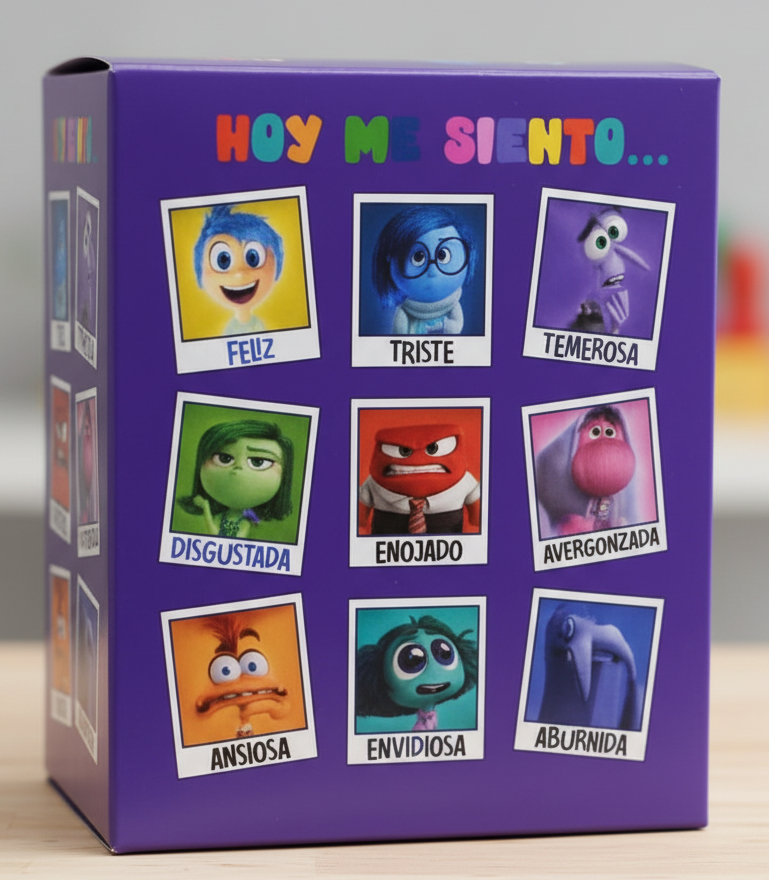 HOY ME SIENTO...
FELIZ
TRISTE
TEMEROSA
DISGUSTADA
ENOJADO
AVERGONZADA
ANSIOSA
ENVIDIOSA
ABURNIDA